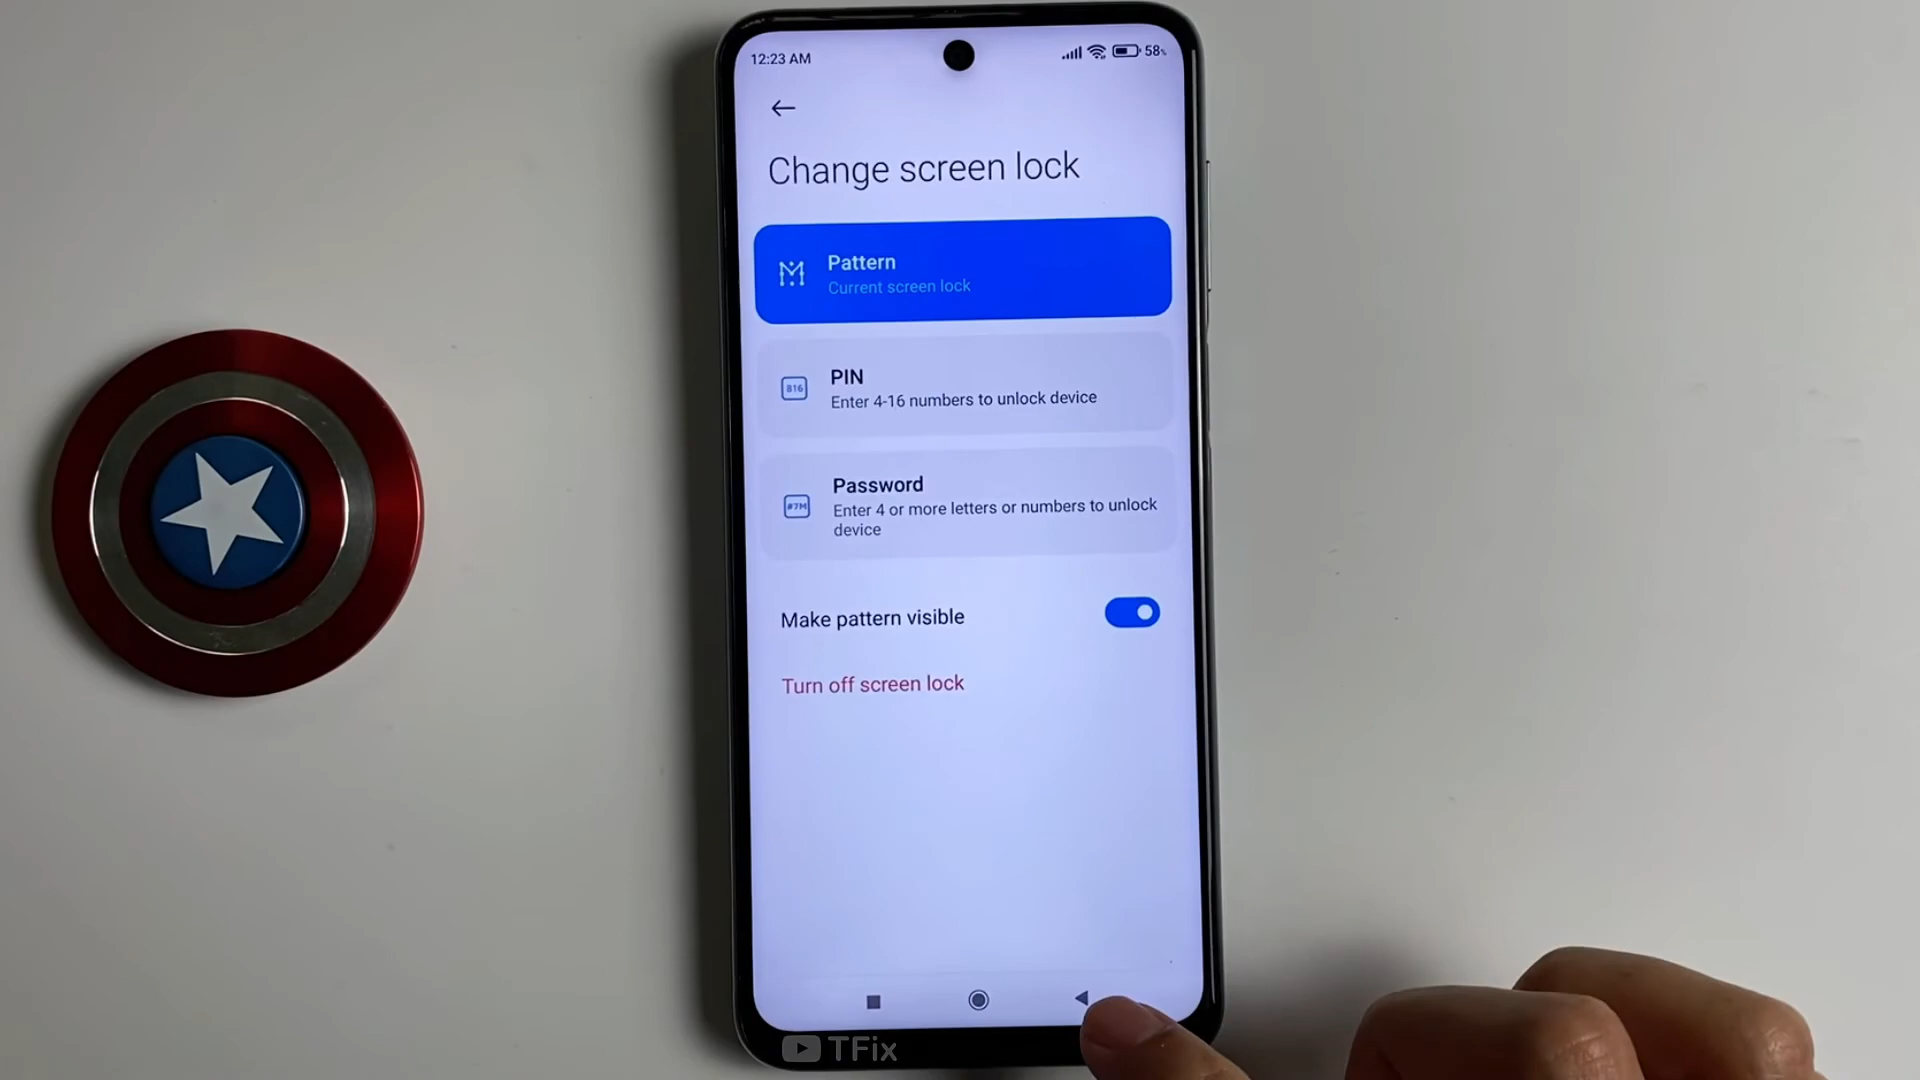 12:23 AM
58%
Change screen lock
Pattern
Current screen lock
816
PIN
Enter 4-16 numbers to unlock device
#7M
Password
Enter 4 or more letters or numbers to unlock
device
Make pattern visible
Turn off screen lock
TFix